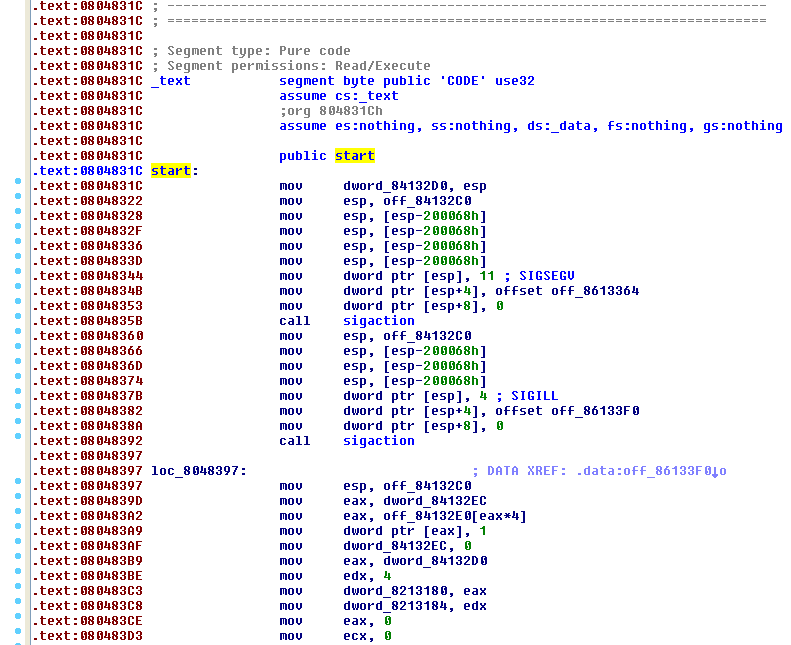 .text:0804831C ; ---------------------------------------------------------------------------
.text:0804831C ; ===========================================================================
.text:0804831C
.text:0804831C ; Segment type: Pure code
.text:0804831C ; Segment permissions: Read/Execute
.text:0804831C _text           segment byte public 'CODE' use32
.text:0804831C                 assume cs:_text
.text:0804831C                 ;org 804831Ch
.text:0804831C                 assume es:nothing, ss:nothing, ds:_data, fs:nothing, gs:nothing
.text:0804831C
.text:0804831C                 public start
.text:0804831C start:
.text:0804831C                 mov     dword_84132D0, esp
.text:08048322                 mov     esp, off_84132C0
.text:08048328                 mov     esp, [esp-200068h]
.text:0804832F                 mov     esp, [esp-200068h]
.text:08048336                 mov     esp, [esp-200068h]
.text:0804833D                 mov     esp, [esp-200068h]
.text:08048344                 mov     dword ptr [esp], 11 ; SIGSEGV
.text:0804834B                 mov     dword ptr [esp+4], offset off_8613364
.text:08048353                 mov     dword ptr [esp+8], 0
.text:0804835B                 call    sigaction
.text:08048360                 mov     esp, off_84132C0
.text:08048366                 mov     esp, [esp-200068h]
.text:0804836D                 mov     esp, [esp-200068h]
.text:08048374                 mov     esp, [esp-200068h]
.text:0804837B                 mov     dword ptr [esp], 4 ; SIGILL
.text:08048382                 mov     dword ptr [esp+4], offset off_86133F0
.text:0804838A                 mov     dword ptr [esp+8], 0
.text:08048392                 call    sigaction
.text:08048397
.text:08048397 loc_8048397:                            ; DATA XREF: .data:off_86133F0↓o
.text:08048397                 mov     esp, off_84132C0
.text:0804839D                 mov     eax, dword_84132EC
.text:080483A2                 mov     eax, off_84132E0[eax*4]
.text:080483A9                 mov     dword ptr [eax], 1
.text:080483AF                 mov     dword_84132EC, 0
.text:080483B9                 mov     eax, dword_84132D0
.text:080483BE                 mov     edx, 4
.text:080483C3                 mov     dword_8213180, eax
.text:080483C8                 mov     dword_8213184, edx
.text:080483CE                 mov     eax, 0
.text:080483D3                 mov     ecx, 0